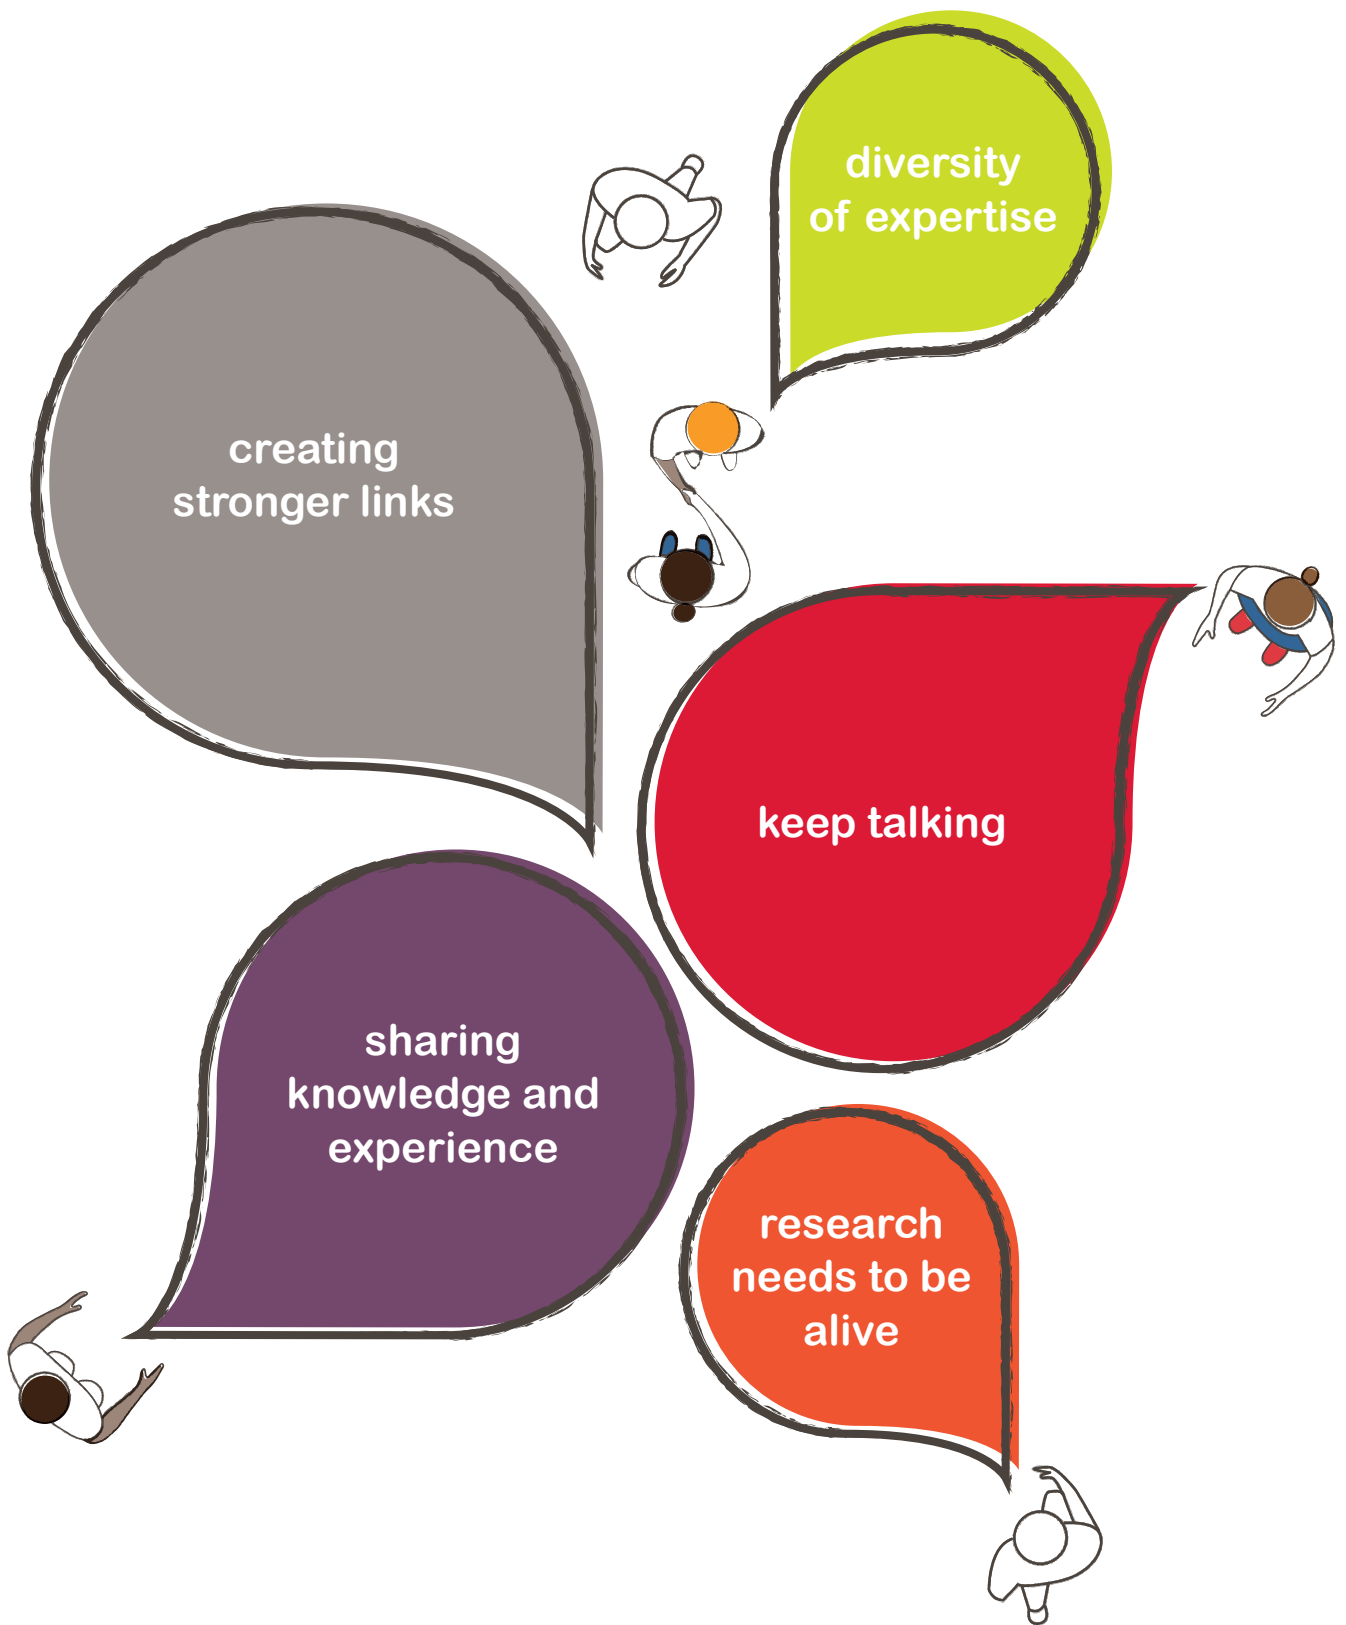 diversity
of expertise
creating
stronger links
keep talking
sharing
knowledge and
experience
research
needs to be
alive